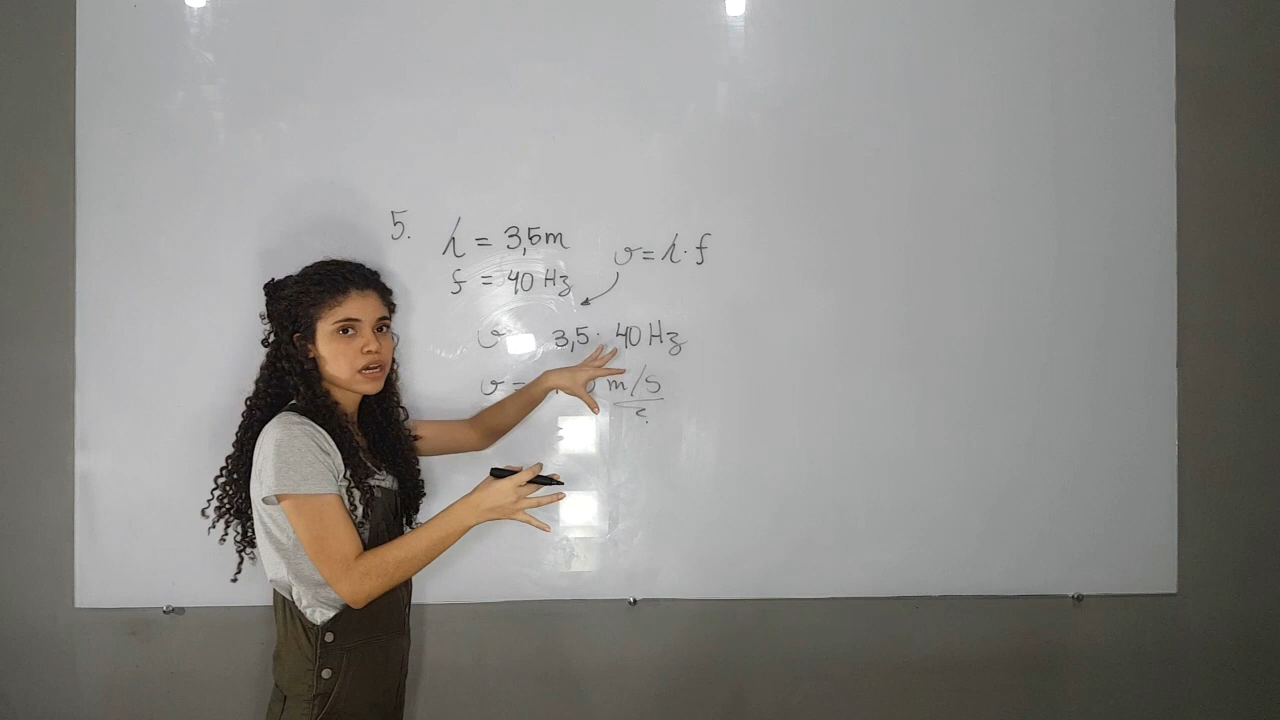 5. λ = 3,5m
f = 40 Hz
v = λ · f
v 3,5 · 40 Hz
v = m/s